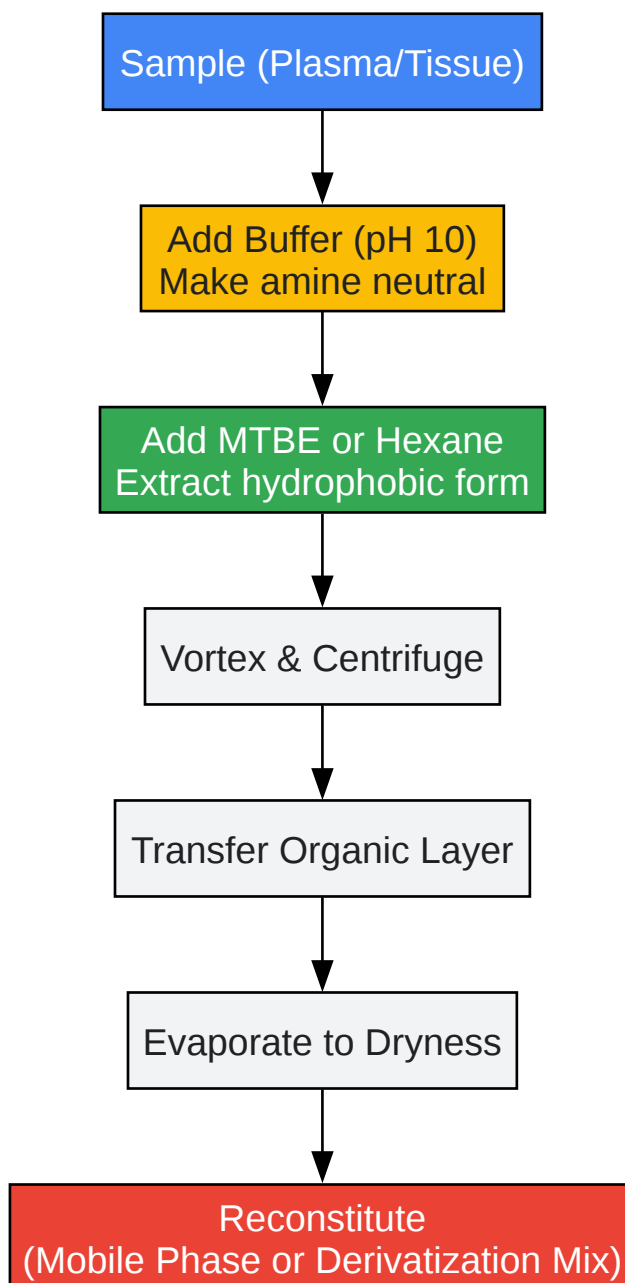 Sample (Plasma/Tissue)
Add Buffer (pH 10)
Make amine neutral
Add MTBE or Hexane
Extract hydrophobic form
Vortex & Centrifuge
Transfer Organic Layer
Evaporate to Dryness
Reconstitute
(Mobile Phase or Derivatization Mix)